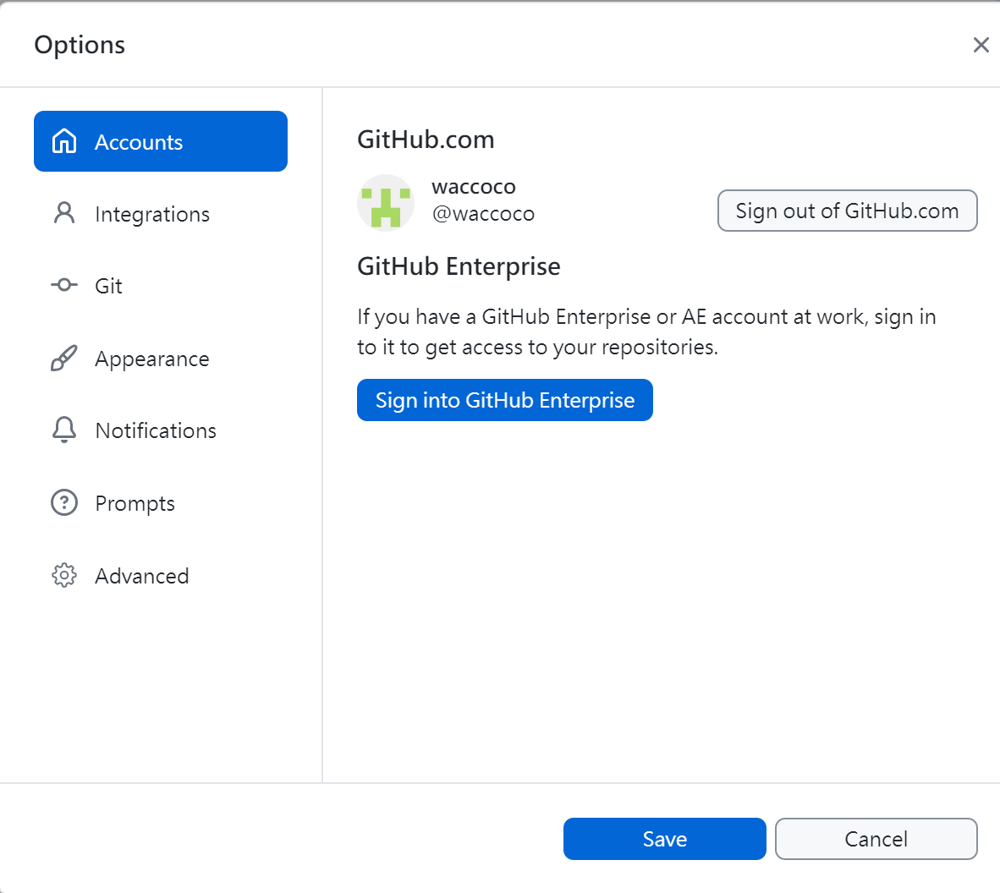 Options
Accounts
Integrations
Git
Appearance
Notifications
Prompts
Advanced
GitHub.com
waccoco
@waccoco
Sign out of GitHub.com
GitHub Enterprise
If you have a GitHub Enterprise or AE account at work, sign in
to it to get access to your repositories.
Sign into GitHub Enterprise
Save
Cancel